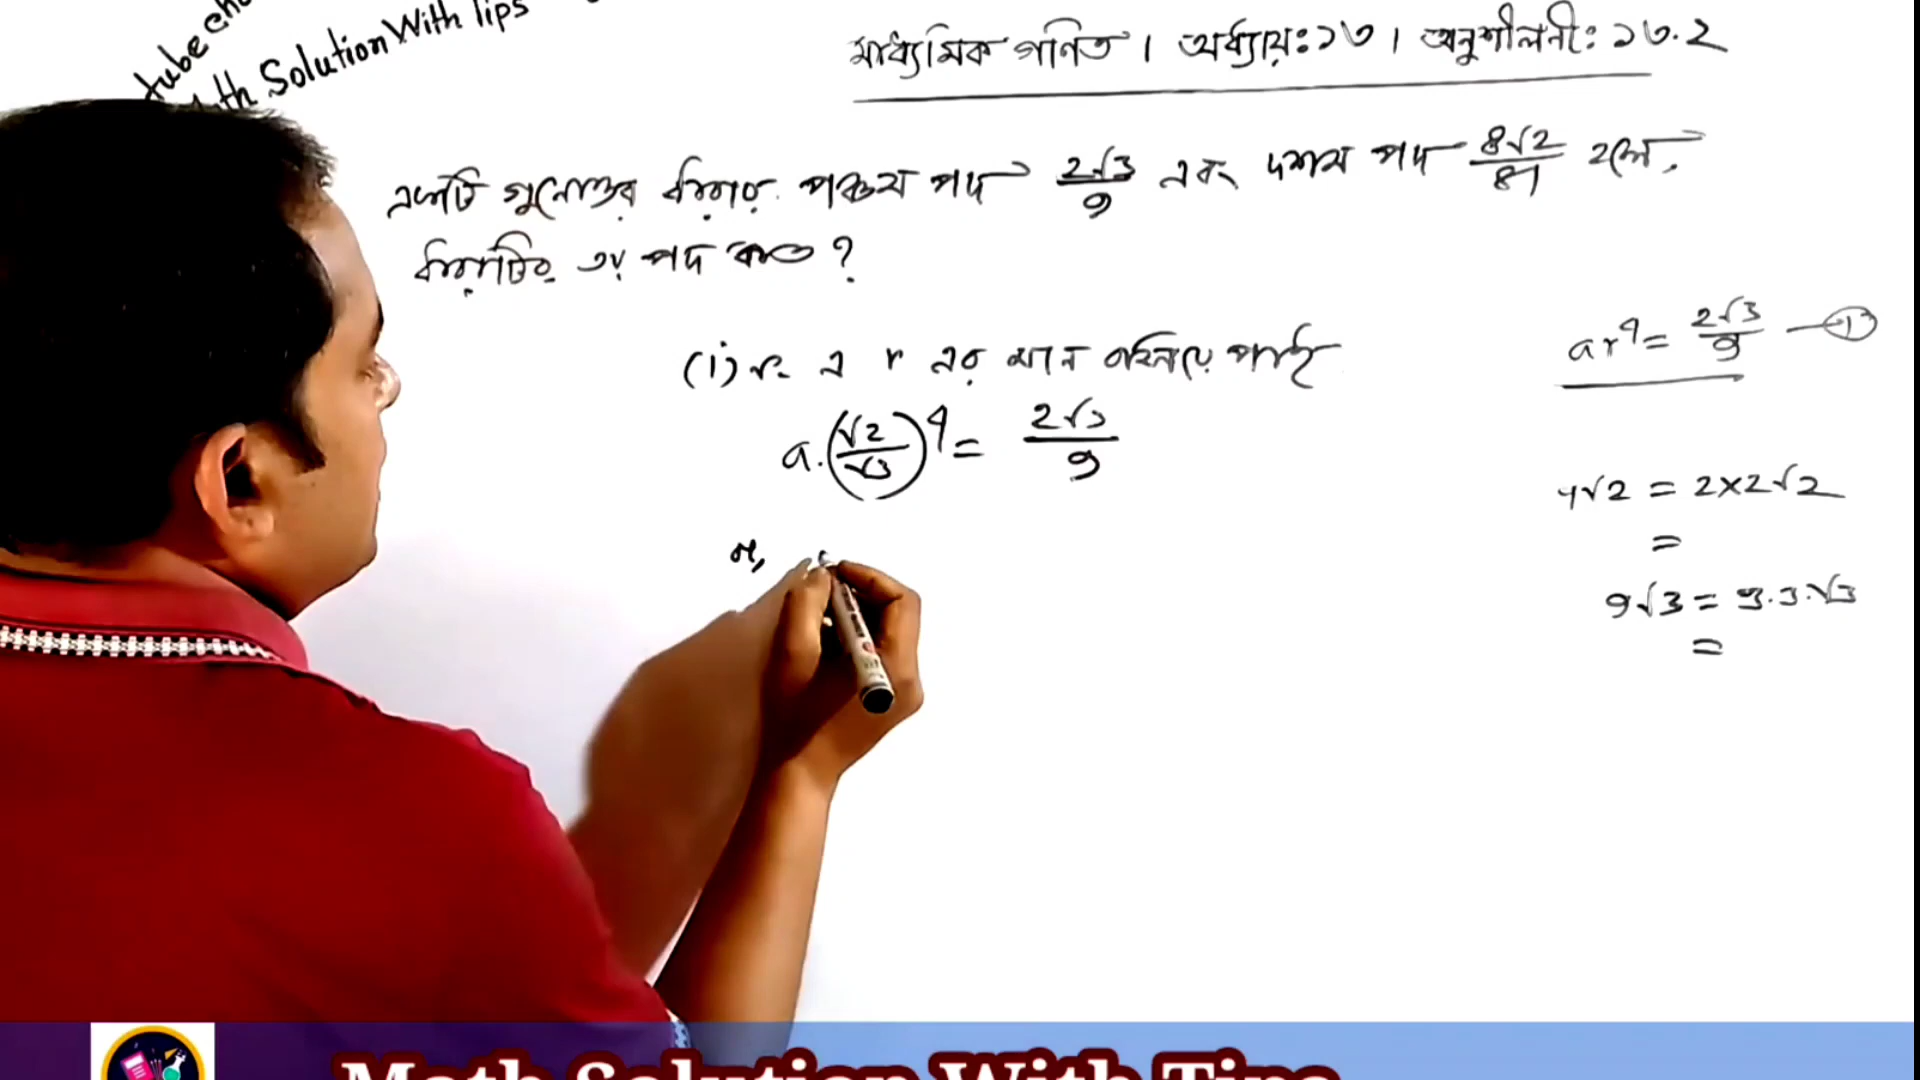 tube cha
Math Solution With Tips
মাধ্যমিক গণিত । অধ্যায়ঃ ১৩ । অনুশীলনীঃ ১৩.২
একটি গুনোত্তর ধারার পঞ্চম পদ 2√3/9 এবং দশম পদ 8√2/81 হলে,
ধারাটির ৩য় পদ কত ?
ar⁴ = 2√3/9 — (i)
(i) নং এ r এর মান বসিয়ে পাই
a.(√2/√3)⁴ = 2√3/9
4√2 = 2×2√2
=
বা,
9√3 = 3.3.√3
=
Math Solution With Tips